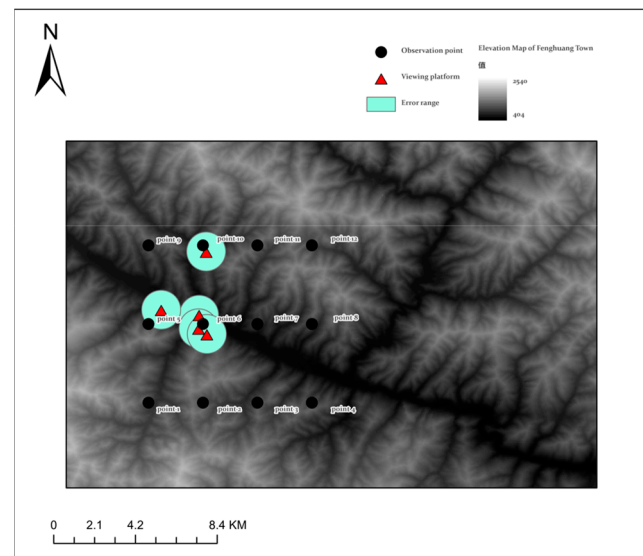 N
Observation point
Viewing platform
Error range
Elevation Map of Fenghuang Town
值
2540
404
point 9
point 10
point 11
point 12
point 5
point 6
point 7
point 8
point 1
point 2
point 3
point 4
0 2.1 4.2 8.4 KM